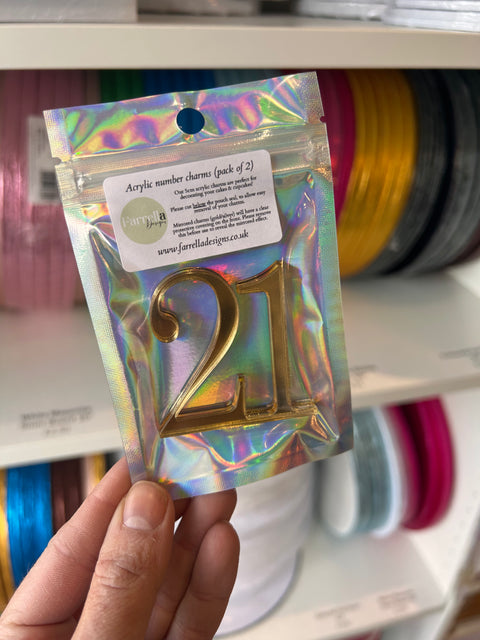 Acrylic number charms (pack of 2)
Our 5cm acrylic charms are perfect for
decorating your cakes & cupcakes!
Please cut below the pouch seal, to allow easy
removal of your charms.
Mirrored charms (gold/silver) will have a clear
protective covering on the front. Please remove
this before use to reveal the mirrored effect.
Farrella
Designs
www.farrelladesigns.co.uk
21